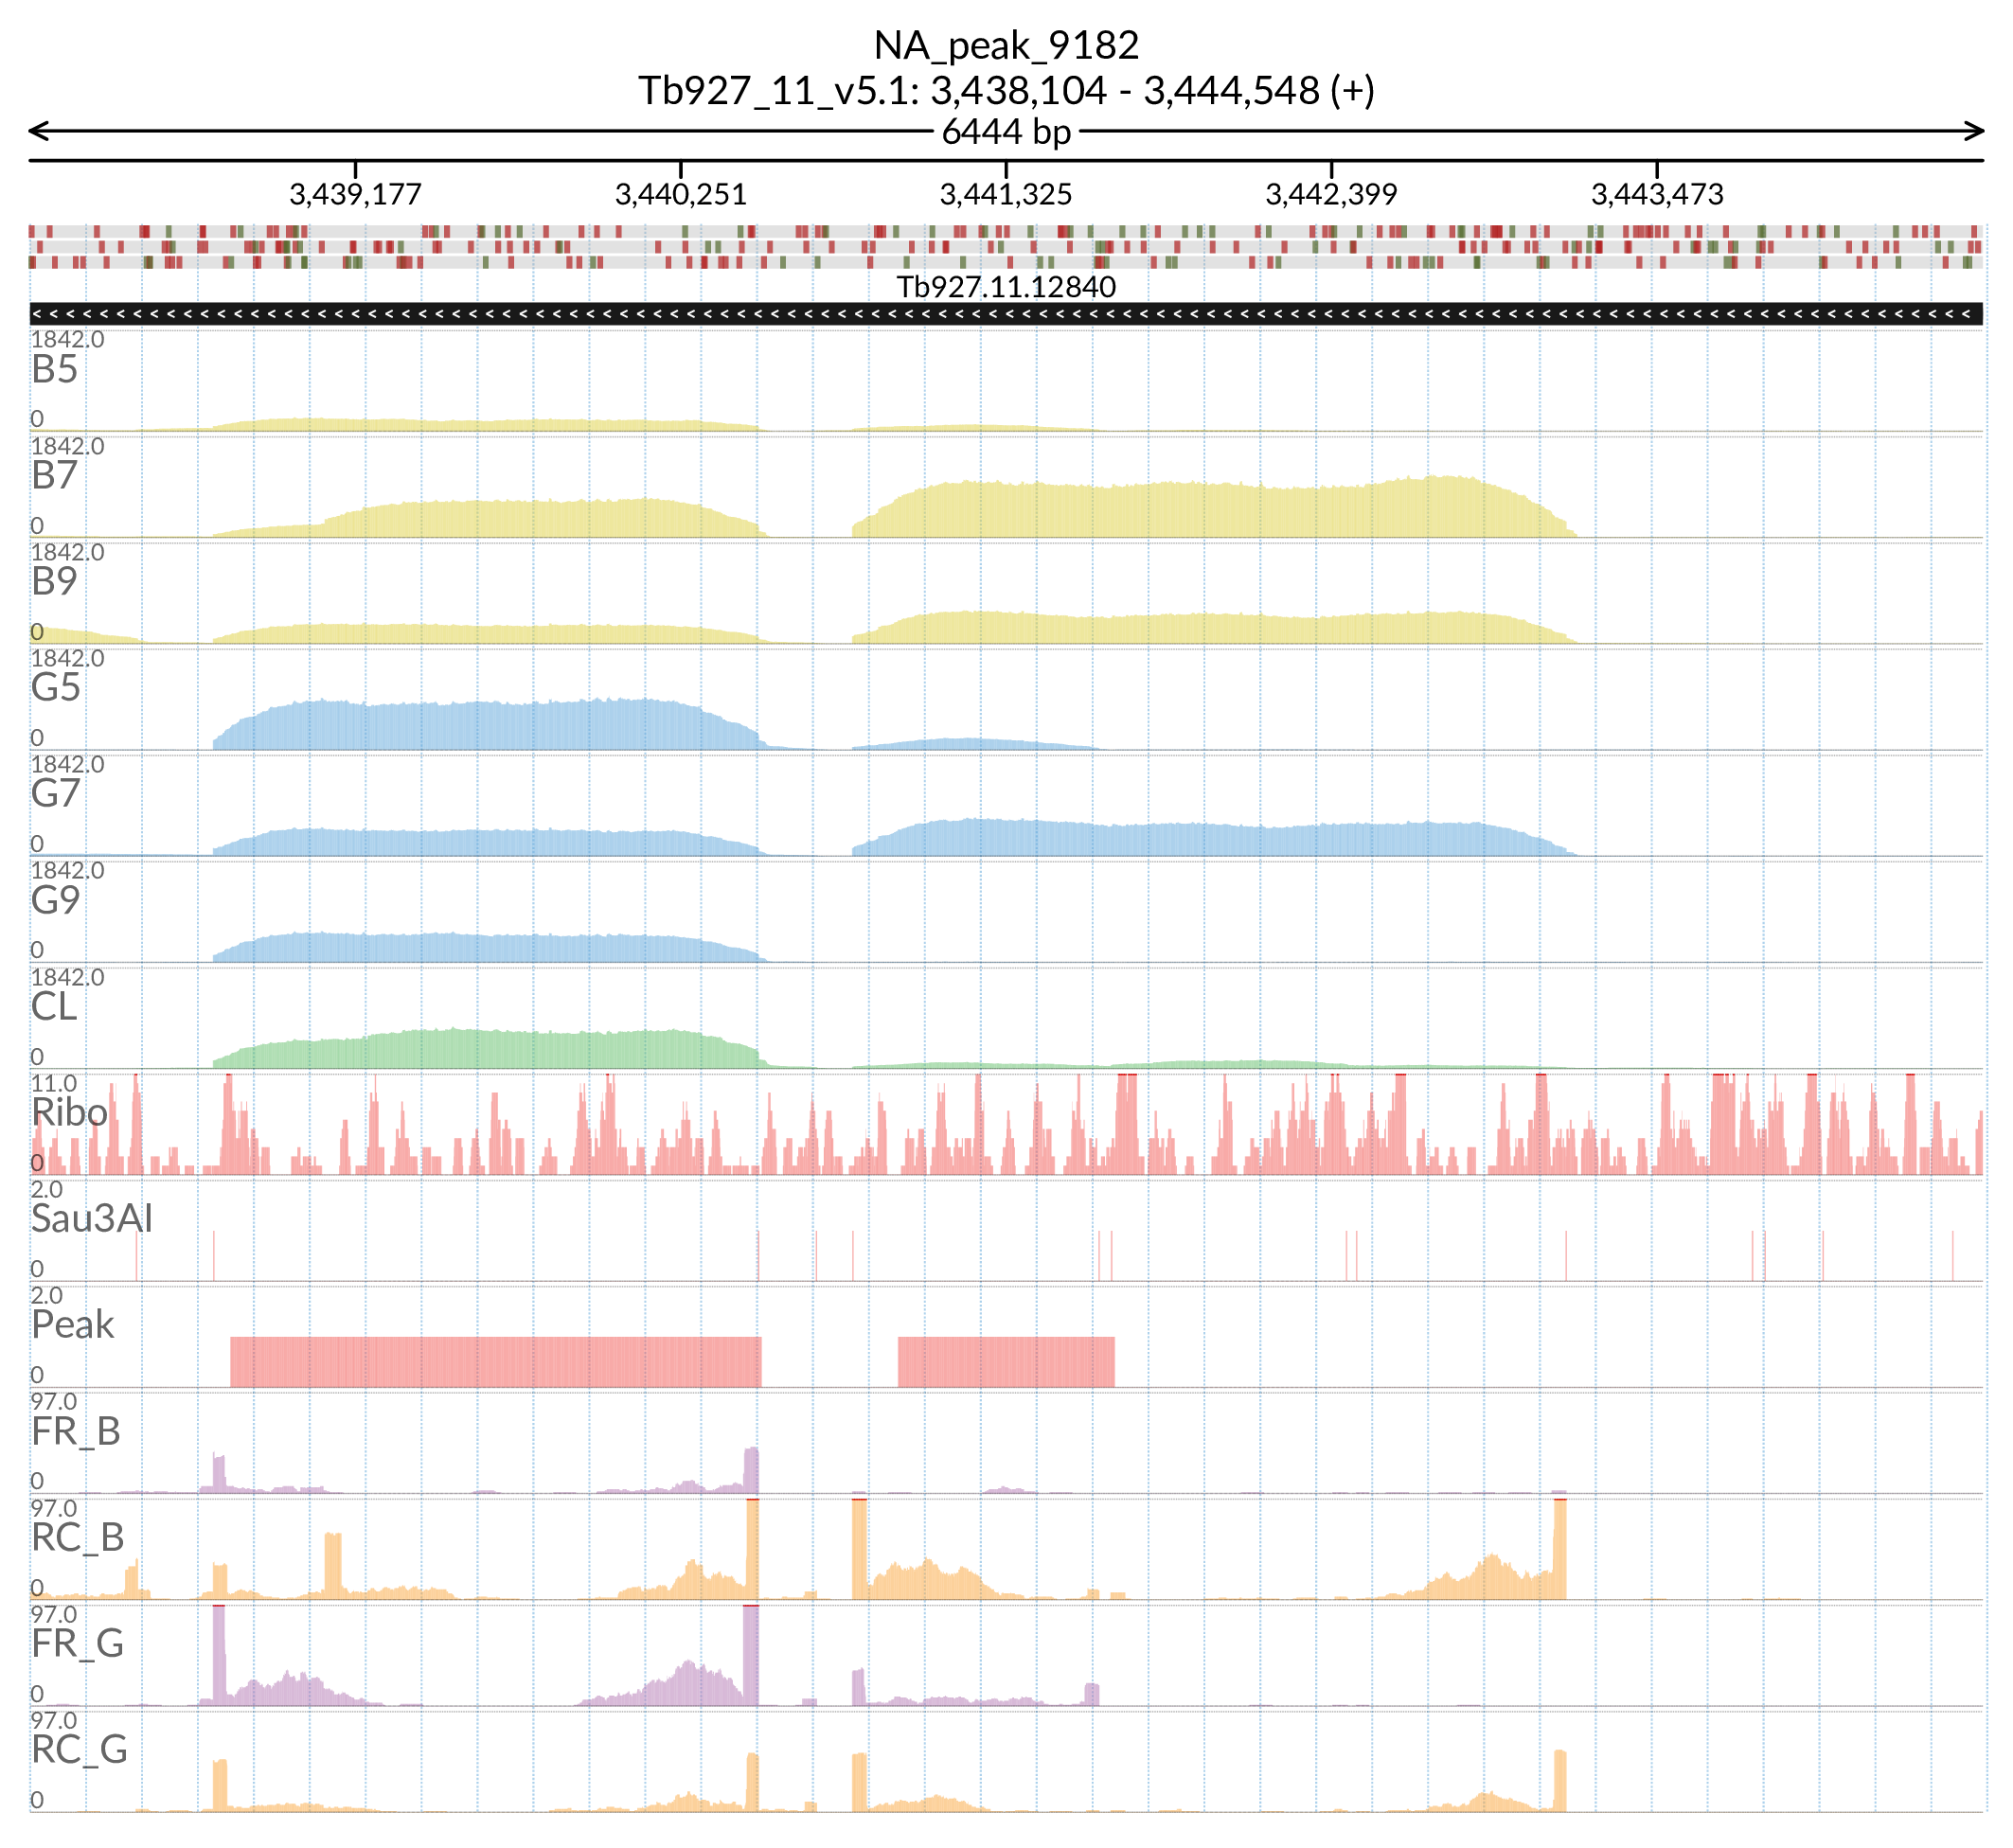 NA_peak_9182
Tb927_11_v5.1: 3,438,104 - 3,444,548 (+)
6444 bp
3,439,177 3,440,251 3,441,325 3,442,399 3,443,473
Tb927.11.12840
1842.0
B5
0
1842.0
B7
0
1842.0
B9
0
1842.0
G5
0
1842.0
G7
0
1842.0
G9
0
1842.0
CL
0
11.0
Ribo
0
2.0
Sau3AI
0
2.0
Peak
0
97.0
FR_B
0
97.0
RC_B
0
97.0
FR_G
0
97.0
RC_G
0